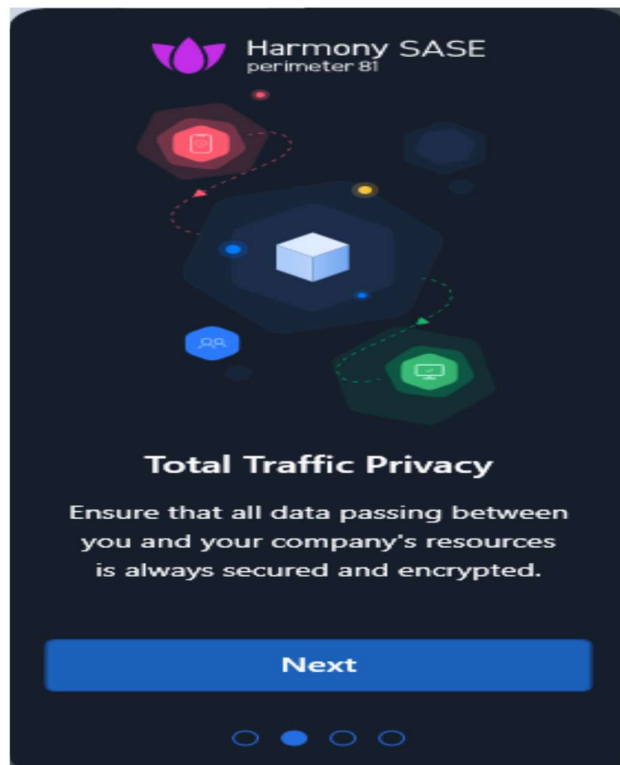 Harmony SASE
perimeter 81
Total Traffic Privacy
Ensure that all data passing between
you and your company's resources
is always secured and encrypted.
Next